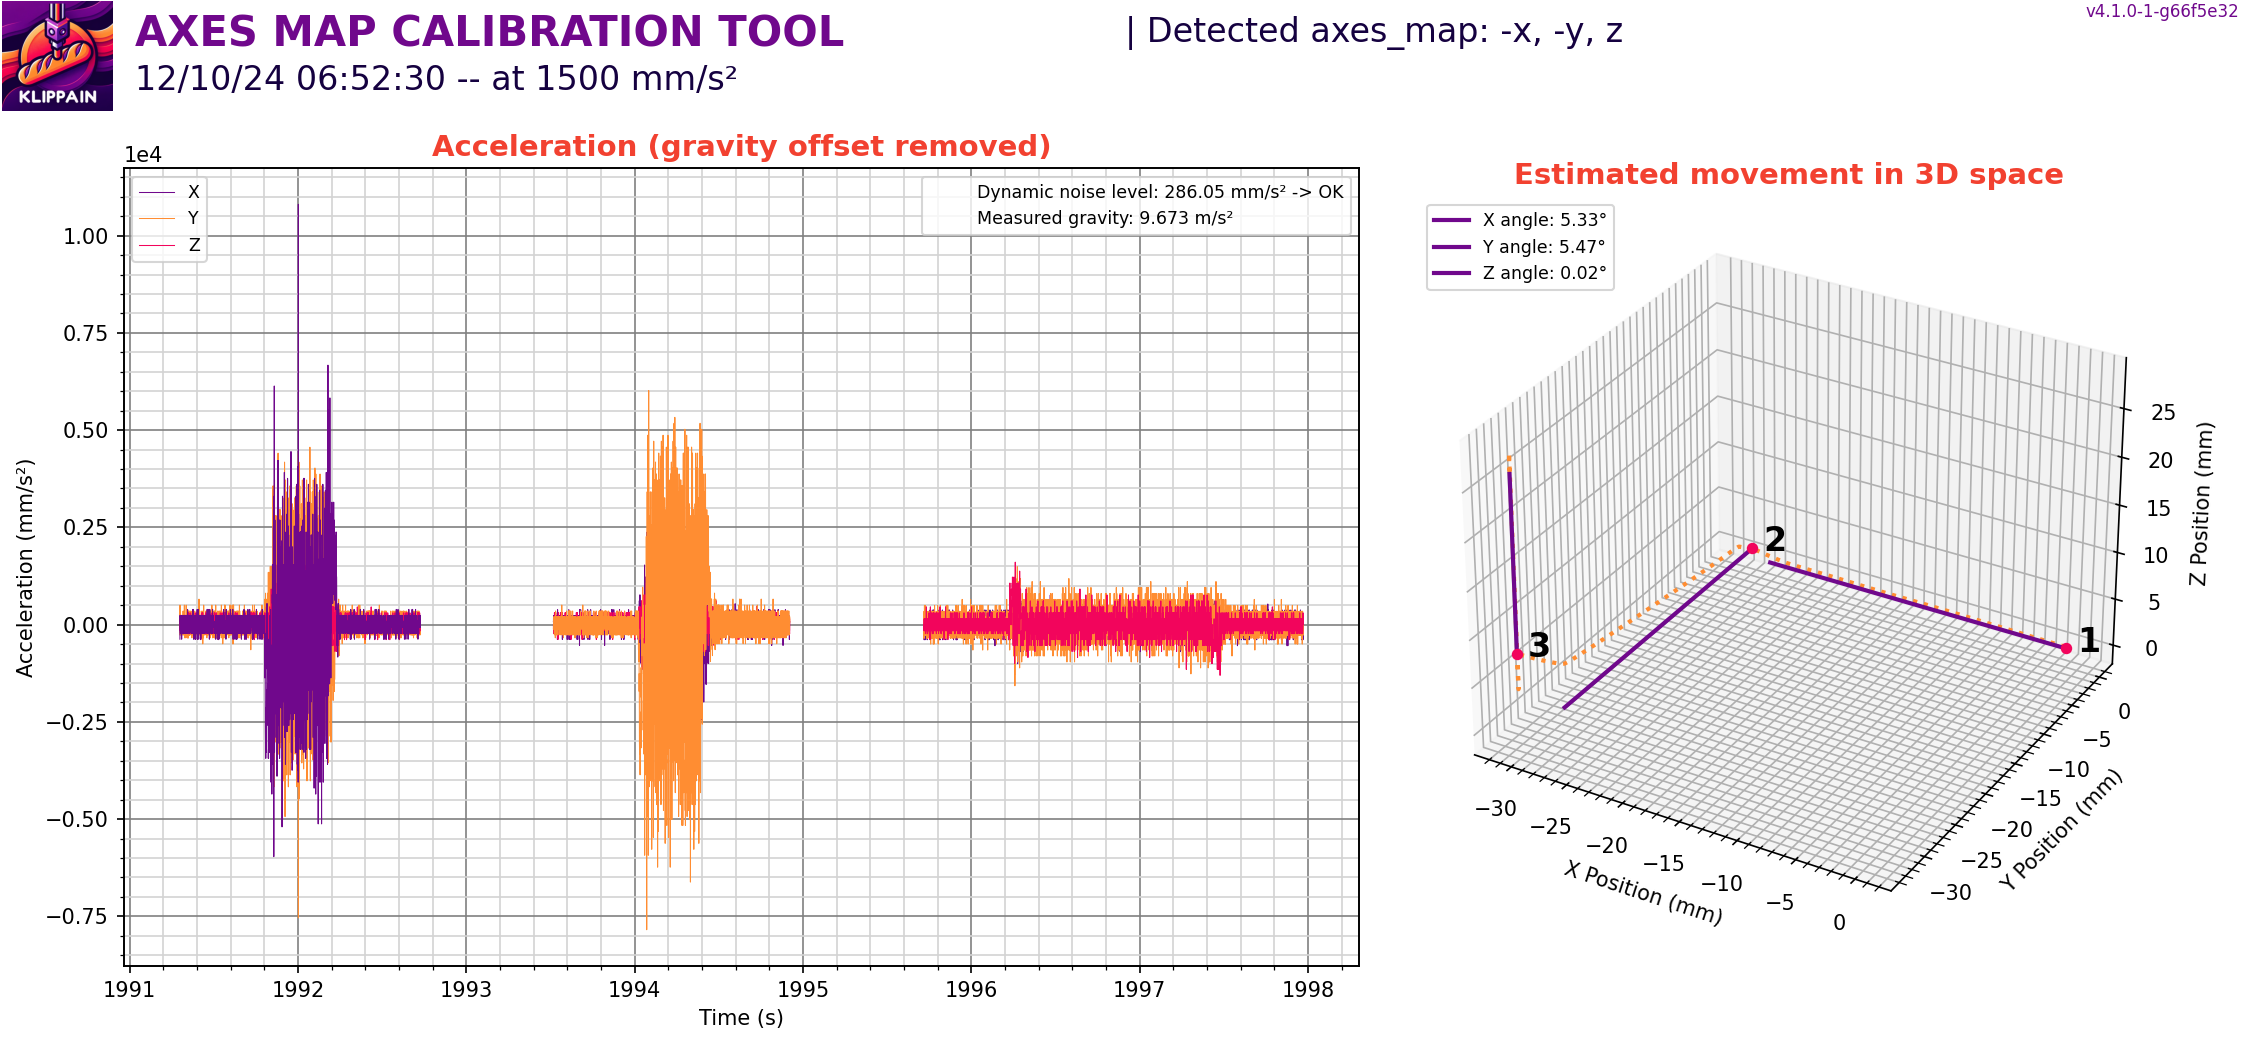 KLIPPAIN
AXES MAP CALIBRATION TOOL
12/10/24 06:52:30 -- at 1500 mm/s²
| Detected axes_map: -x, -y, z
v4.1.0-1-g66f5e32
Acceleration (gravity offset removed)
1e4
X
Y
Z
Dynamic noise level: 286.05 mm/s² -> OK
Measured gravity: 9.673 m/s²
1.00
0.75
0.50
0.25
0.00
−0.25
−0.50
−0.75
Acceleration (mm/s²)
1991 1992 1993 1994 1995 1996 1997 1998
Time (s)
Estimated movement in 3D space
X angle: 5.33°
Y angle: 5.47°
Z angle: 0.02°
1
2
3
25
20
15
10
5
0
Z Position (mm)
0
−5
−10
−15
−20
−25
−30
Y Position (mm)
−30
−25
−20
−15
−10
−5
0
X Position (mm)